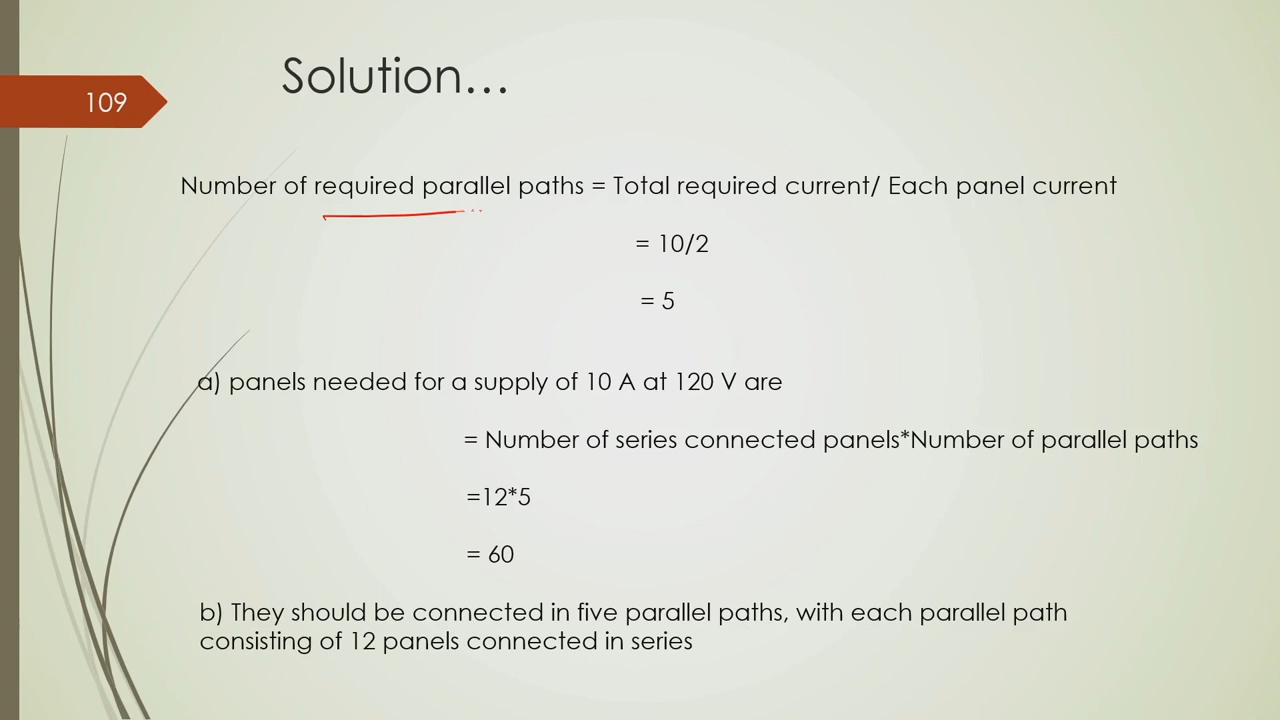 109
Solution...
Number of required parallel paths = Total required current/ Each panel current
= 10/2
= 5
a) panels needed for a supply of 10 A at 120 V are
= Number of series connected panels*Number of parallel paths
=12*5
= 60
b) They should be connected in five parallel paths, with each parallel path
consisting of 12 panels connected in series